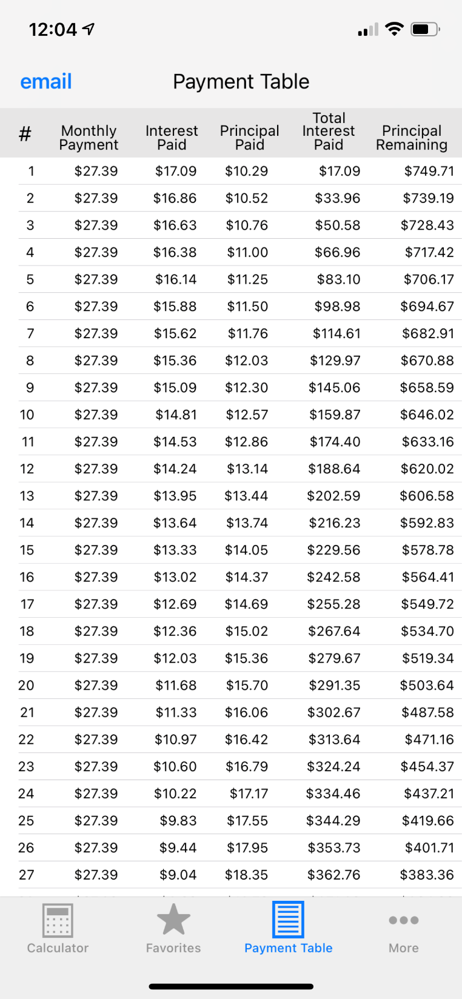 12:04
email Payment Table
# Monthly Payment Interest Paid Principal Paid Total Interest Paid Principal Remaining
1 $27.39 $17.09 $10.29 $17.09 $749.71
2 $27.39 $16.86 $10.52 $33.96 $739.19
3 $27.39 $16.63 $10.76 $50.58 $728.43
4 $27.39 $16.38 $11.00 $66.96 $717.42
5 $27.39 $16.14 $11.25 $83.10 $706.17
6 $27.39 $15.88 $11.50 $98.98 $694.67
7 $27.39 $15.62 $11.76 $114.61 $682.91
8 $27.39 $15.36 $12.03 $129.97 $670.88
9 $27.39 $15.09 $12.30 $145.06 $658.59
10 $27.39 $14.81 $12.57 $159.87 $646.02
11 $27.39 $14.53 $12.86 $174.40 $633.16
12 $27.39 $14.24 $13.14 $188.64 $620.02
13 $27.39 $13.95 $13.44 $202.59 $606.58
14 $27.39 $13.64 $13.74 $216.23 $592.83
15 $27.39 $13.33 $14.05 $229.56 $578.78
16 $27.39 $13.02 $14.37 $242.58 $564.41
17 $27.39 $12.69 $14.69 $255.28 $549.72
18 $27.39 $12.36 $15.02 $267.64 $534.70
19 $27.39 $12.03 $15.36 $279.67 $519.34
20 $27.39 $11.68 $15.70 $291.35 $503.64
21 $27.39 $11.33 $16.06 $302.67 $487.58
22 $27.39 $10.97 $16.42 $313.64 $471.16
23 $27.39 $10.60 $16.79 $324.24 $454.37
24 $27.39 $10.22 $17.17 $334.46 $437.21
25 $27.39 $9.83 $17.55 $344.29 $419.66
26 $27.39 $9.44 $17.95 $353.73 $401.71
27 $27.39 $9.04 $18.35 $362.76 $383.36
Calculator Favorites Payment Table More